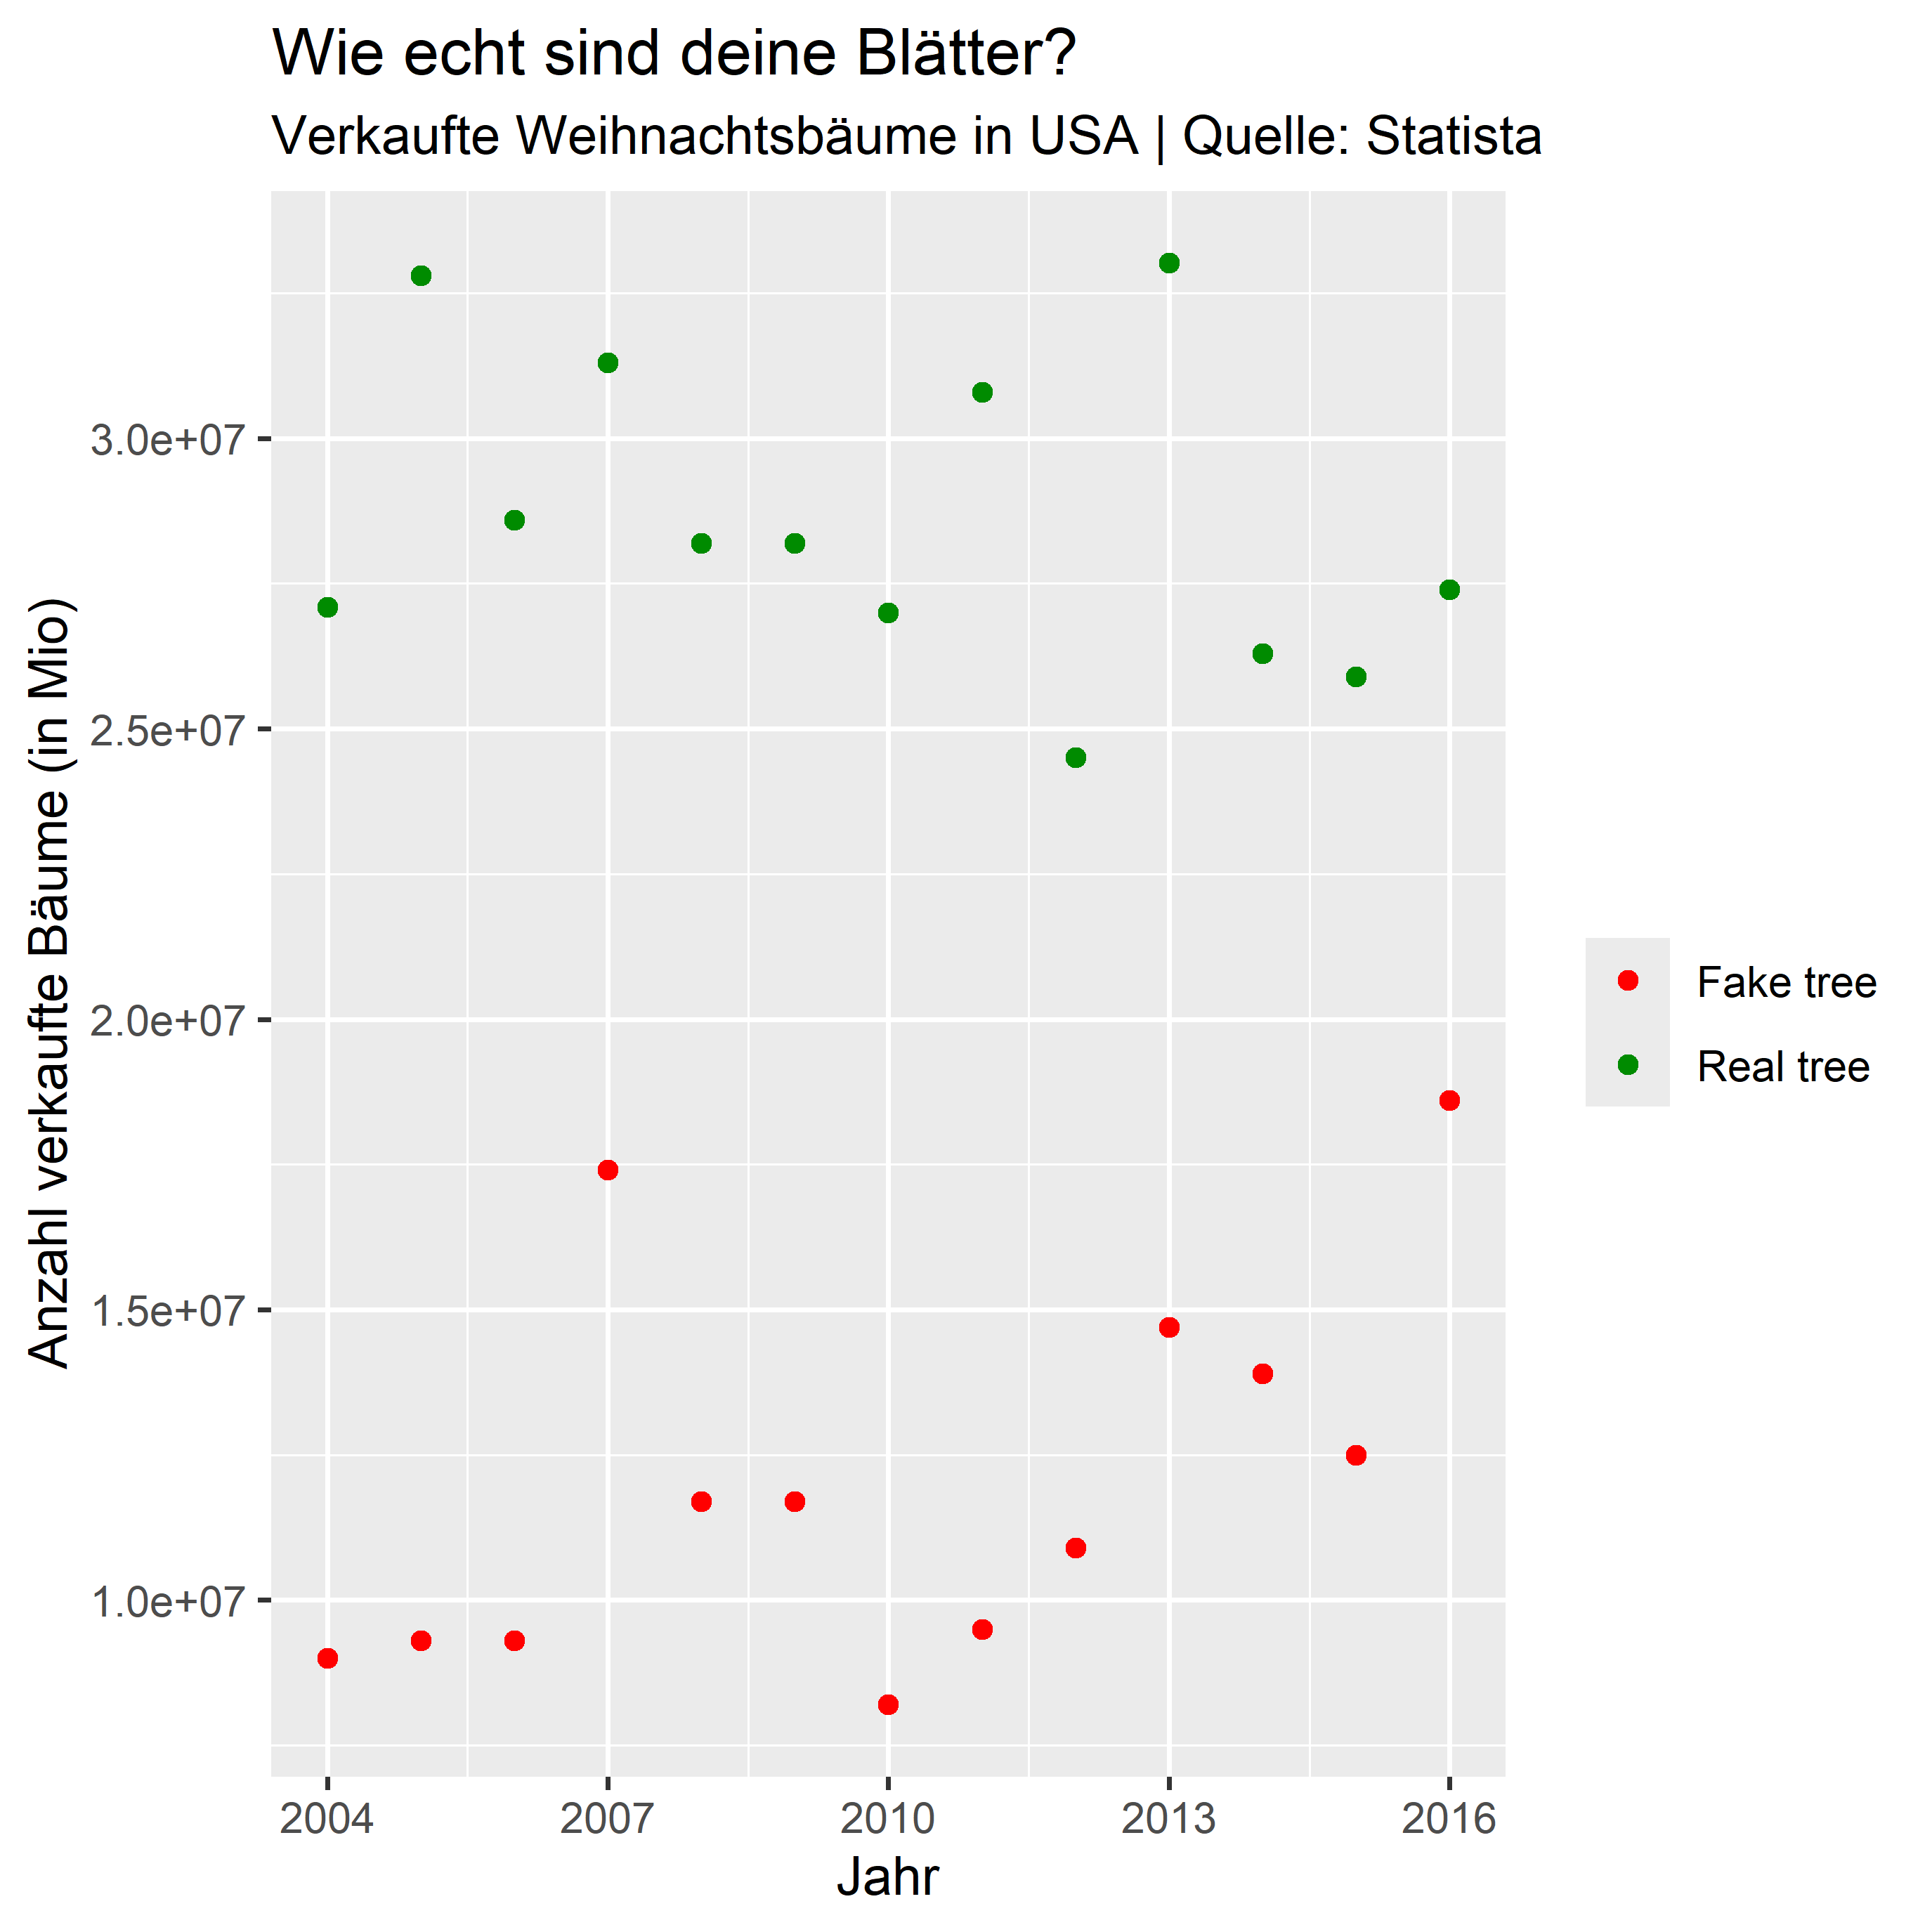 Wie echt sind deine Blätter?
Verkaufte Weihnachtsbäume in USA | Quelle: Statista
Anzahl verkaufte Bäume (in Mio)
3.0e+07
2.5e+07
2.0e+07
1.5e+07
1.0e+07
2004 2007 2010 2013 2016
Jahr
Fake tree
Real tree